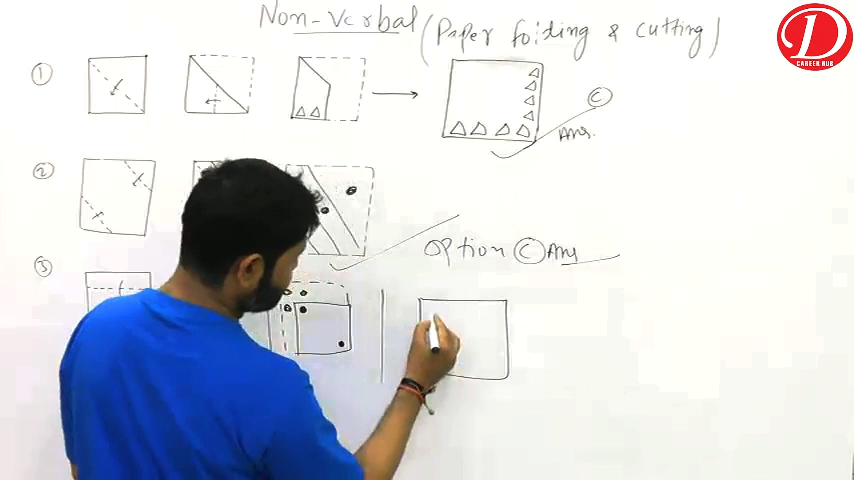 Non-Verbal (Paper folding & cutting)
D
CAREER HUB
1
C
Ans.
2
Option C Ans
3